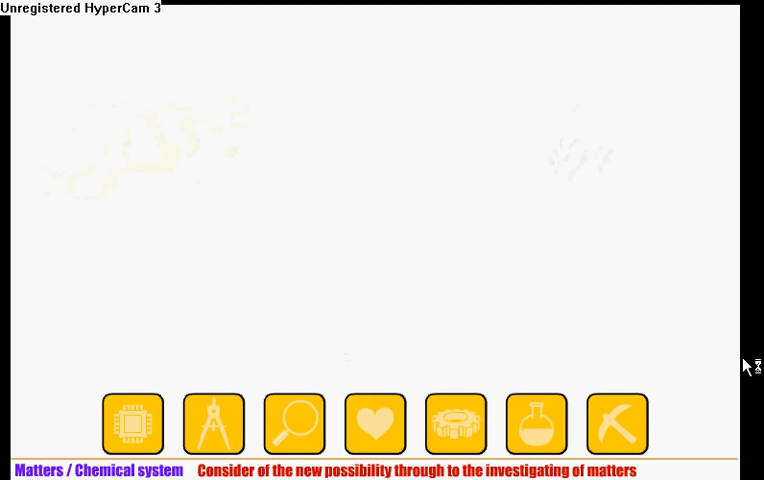 Unregistered HyperCam 3
Matters / Chemical system Consider of the new possibility through to the investigating of matters